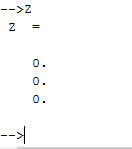 -->z
 z  =

    0.
    0.
    0.

-->